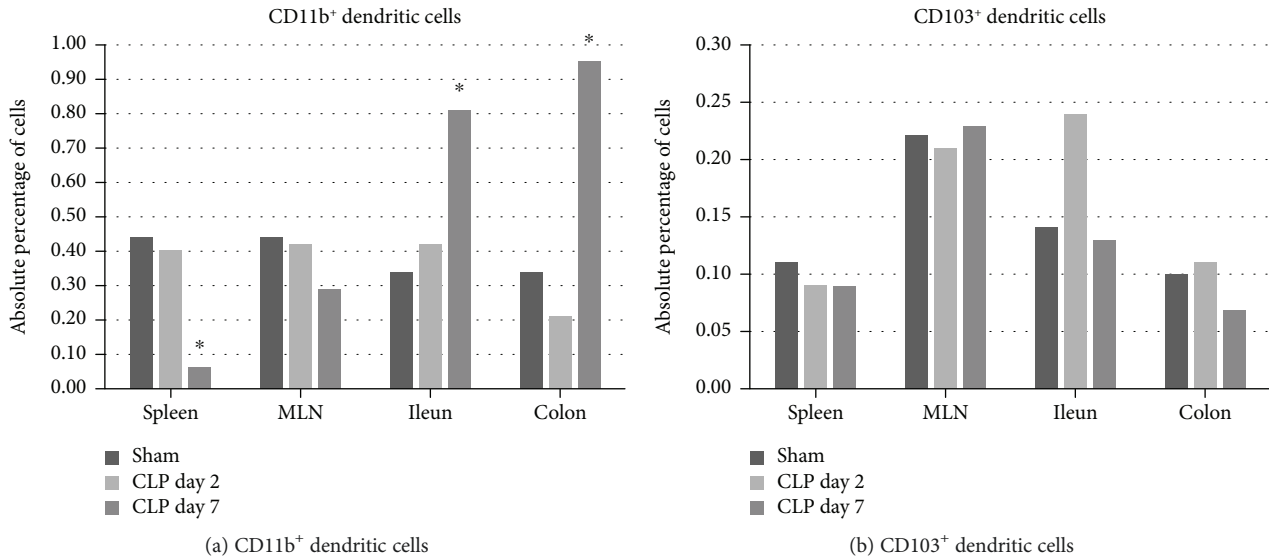 CD11b⁺ dendritic cells
Absolute percentage of cells
1.00
0.90
0.80
0.70
0.60
0.50
0.40
0.30
0.20
0.10
0.00
*
*
*
Spleen MLN Ileun Colon
Sham
CLP day 2
CLP day 7
(a) CD11b⁺ dendritic cells
CD103⁺ dendritic cells
Absolute percentage of cells
0.30
0.25
0.20
0.15
0.10
0.05
0.00
Spleen MLN Ileun Colon
Sham
CLP day 2
CLP day 7
(b) CD103⁺ dendritic cells